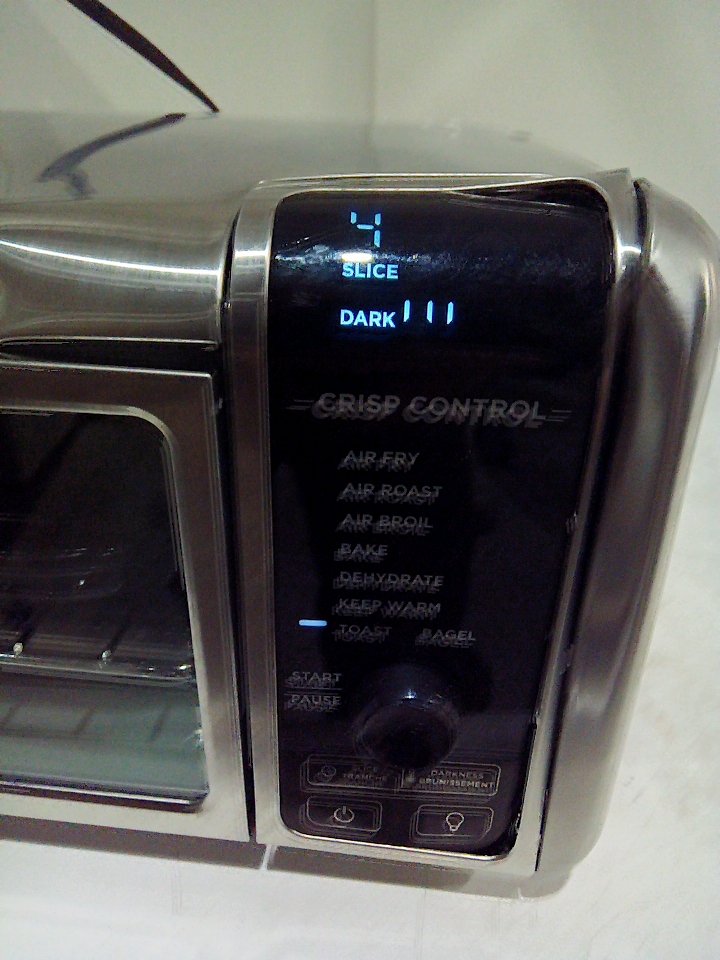 4
SLICE
DARK
CRISP CONTROL
AIR FRY
AIR ROAST
AIR BROIL
BAKE
DEHYDRATE
KEEP WARM
TOAST BAGEL
START
PAUSE
SLICE DARKNESS
TRANCHE BRUNISSEMENT